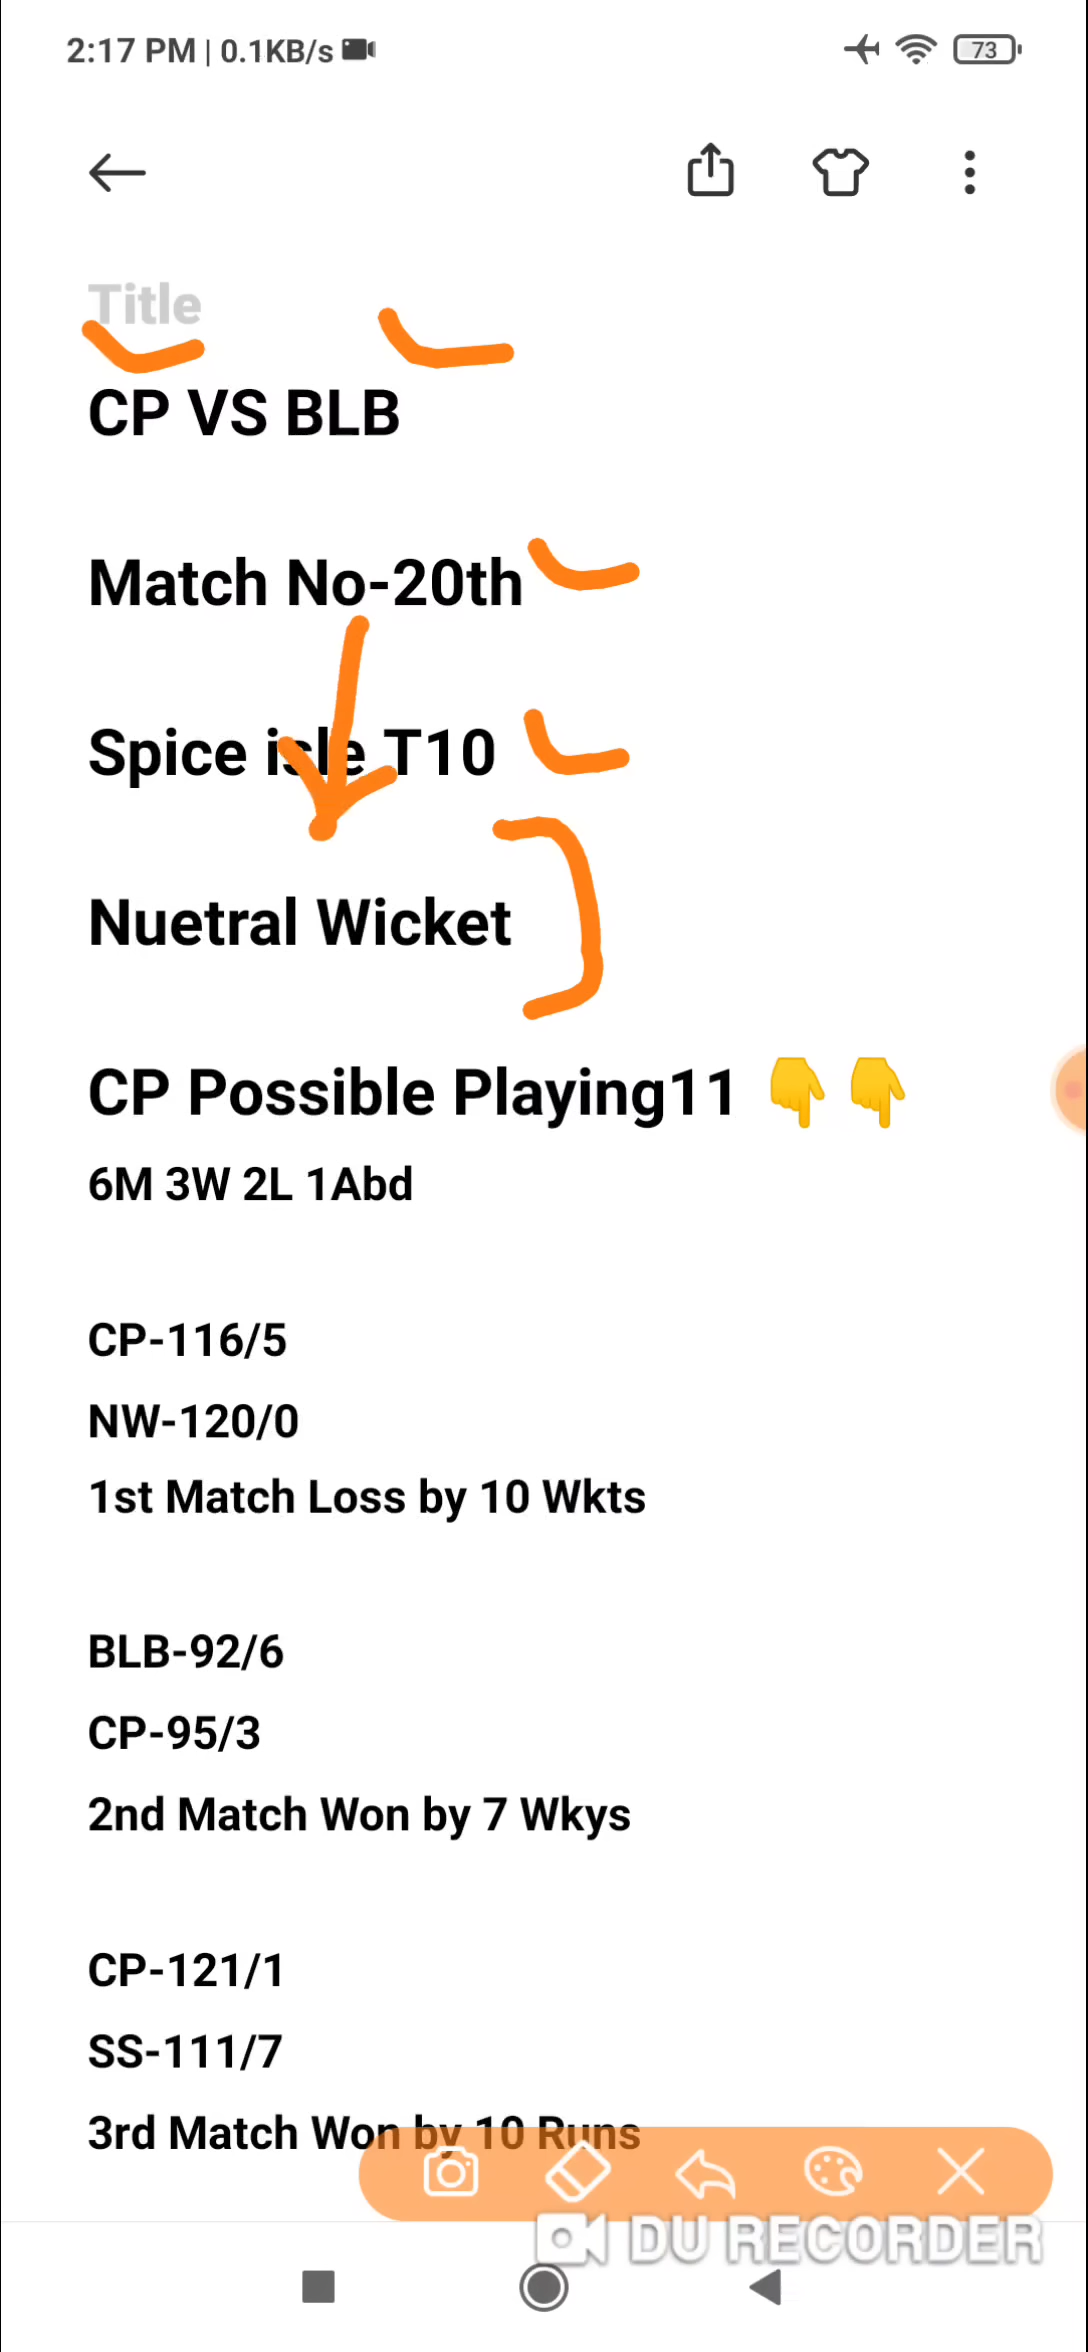 2:17 PM | 0.1KB/s
73
Title
CP VS BLB
Match No-20th
Spice isle T10
Nuetral Wicket
CP Possible Playing11 👇 👇
6M 3W 2L 1Abd
CP-116/5
NW-120/0
1st Match Loss by 10 Wkts
BLB-92/6
CP-95/3
2nd Match Won by 7 Wkys
CP-121/1
SS-111/7
3rd Match Won by 10 Runs
DU RECORDER